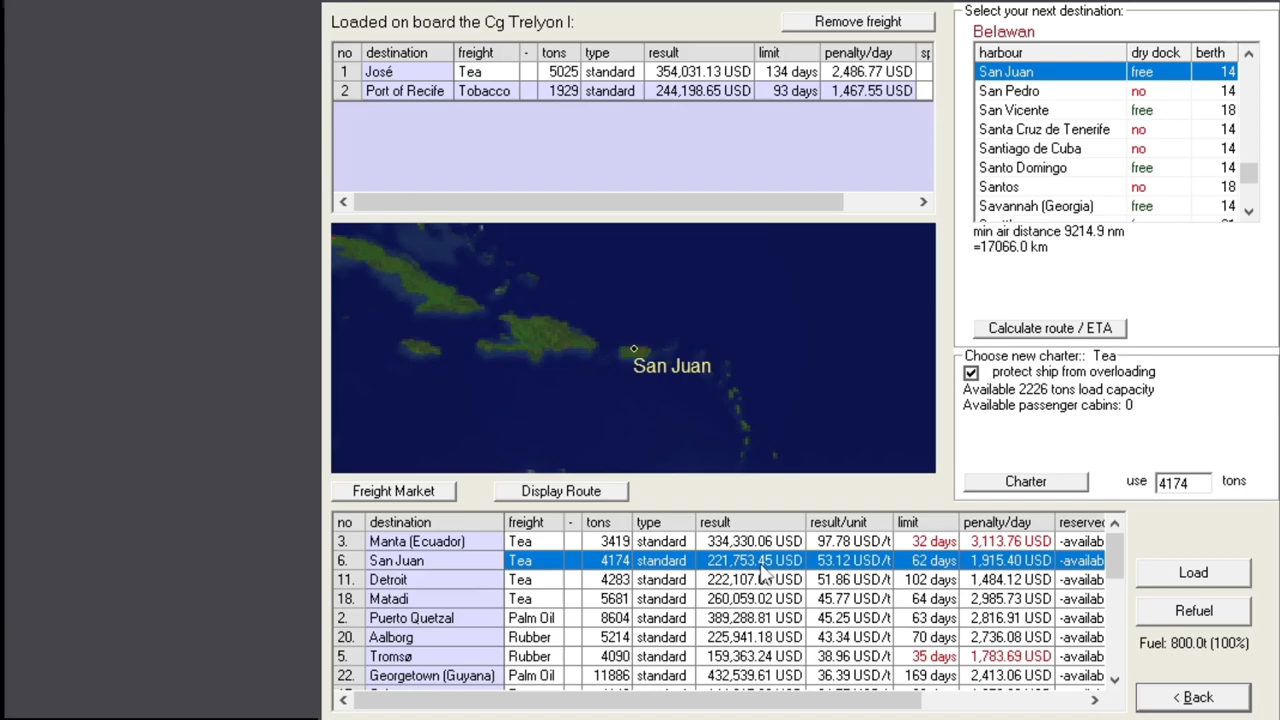 Loaded on board the Cg Trelyon I:
Remove freight
no destination freight - tons type result limit penalty/day
1 José Tea 5025 standard 354,031.13 USD 134 days 2,486.77 USD
2 Port of Recife Tobacco 1929 standard 244,198.65 USD 93 days 1,467.55 USD
San Juan
Freight Market
Display Route
no destination freight - tons type result result/unit limit penalty/day reserved
3. Manta (Ecuador) Tea 3419 standard 334,330.06 USD 97.78 USD/t 32 days 3,113.76 USD -availab
6. San Juan Tea 4174 standard 221,753.45 USD 53.12 USD/t 62 days 1,915.40 USD -availab
11. Detroit Tea 4283 standard 222,107. USD 51.86 USD/t 102 days 1,484.12 USD -availab
18. Matadi Tea 5681 standard 260,059.02 USD 45.77 USD/t 64 days 2,985.73 USD -availab
2. Puerto Quetzal Palm Oil 8604 standard 389,288.81 USD 45.25 USD/t 63 days 2,816.91 USD -availab
20. Aalborg Rubber 5214 standard 225,941.18 USD 43.34 USD/t 70 days 2,736.08 USD -availab
5. Tromsø Rubber 4090 standard 159,363.24 USD 38.96 USD/t 35 days 1,783.69 USD -availab
22. Georgetown (Guyana) Palm Oil 11886 standard 432,539.61 USD 36.39 USD/t 169 days 2,413.06 USD -availab
Select your next destination:
Belawan
harbour dry dock berth
San Juan free 14
San Pedro no 14
San Vicente free 18
Santa Cruz de Tenerife no 14
Santiago de Cuba no 14
Santo Domingo free 14
Santos no 18
Savannah (Georgia) free 14
min air distance 9214.9 nm
=17066.0 km
Calculate route / ETA
Choose new charter:: Tea
protect ship from overloading
Available 2226 tons load capacity
Available passenger cabins: 0
Charter use 4174 tons
Load
Refuel
Fuel: 800.0t (100%)
< Back